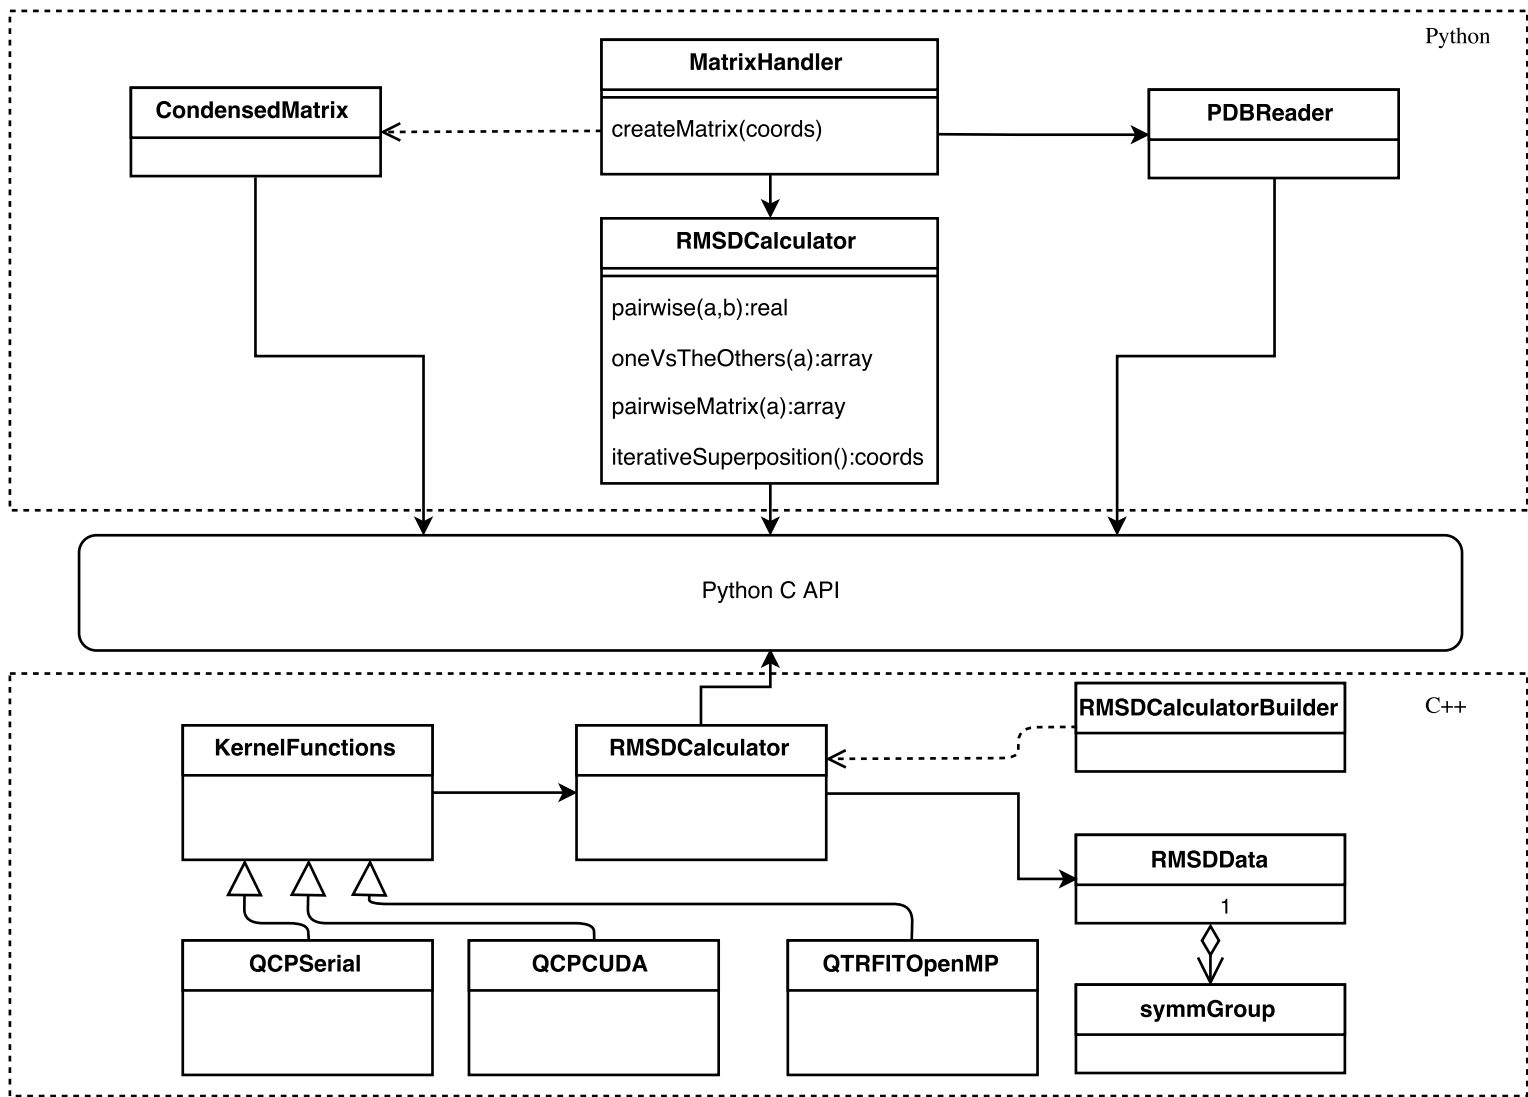 Python
MatrixHandler
createMatrix(coords)
CondensedMatrix
PDBReader
RMSDCalculator
pairwise(a,b):real
oneVsTheOthers(a):array
pairwiseMatrix(a):array
iterativeSuperposition():coords
Python C API
C++
RMSDCalculatorBuilder
KernelFunctions
RMSDCalculator
RMSDData
1
QCPSerial
QCPCUDA
QTRFITOpenMP
symmGroup